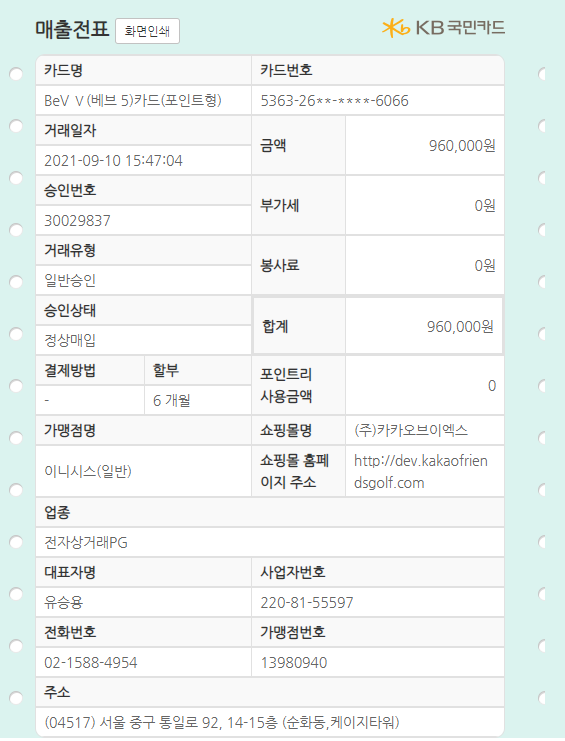 매출전표 화면인쇄 KB국민카드
카드명 카드번호
BeV Ⅴ(베브 5)카드(포인트형) 5363-26**-****-6066
거래일자
2021-09-10 15:47:04
금액 960,000원
승인번호
30029837
부가세 0원
거래유형
일반승인
봉사료 0원
승인상태
정상매입
합계 960,000원
결제방법 할부
- 6 개월
포인트리
사용금액
0
가맹점명 쇼핑몰명 (주)카카오브이엑스
이니시스(일반)
쇼핑몰 홈페
이지 주소
http://dev.kakaofrien
dsgolf.com
업종
전자상거래PG
대표자명 사업자번호
유승용 220-81-55597
전화번호 가맹점번호
02-1588-4954 13980940
주소
(04517) 서울 중구 통일로 92, 14-15층 (순화동,케이지타워)